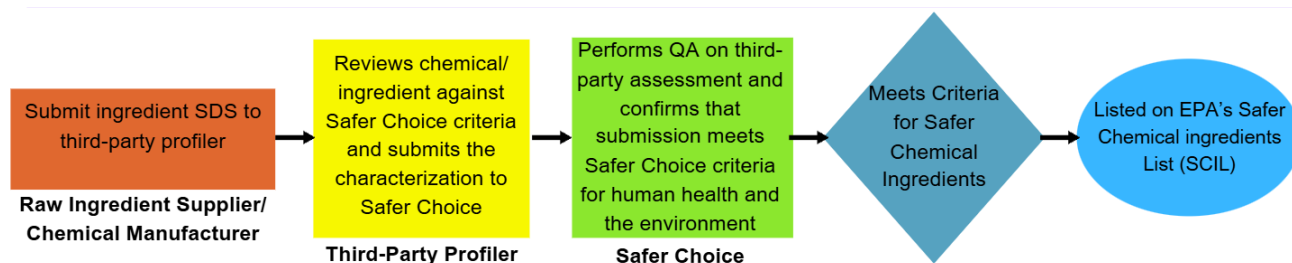 Submit ingredient SDS to
third-party profiler
Raw Ingredient Supplier/
Chemical Manufacturer
Reviews chemical/
ingredient against
Safer Choice criteria
and submits the
characterization to
Safer Choice
Third-Party Profiler
Performs QA on third-
party assessment and
confirms that
submission meets
Safer Choice criteria
for human health and
the environment
Safer Choice
Meets Criteria
for Safer
Chemical
Ingredients
Listed on EPA's Safer
Chemical ingredients
List (SCIL)